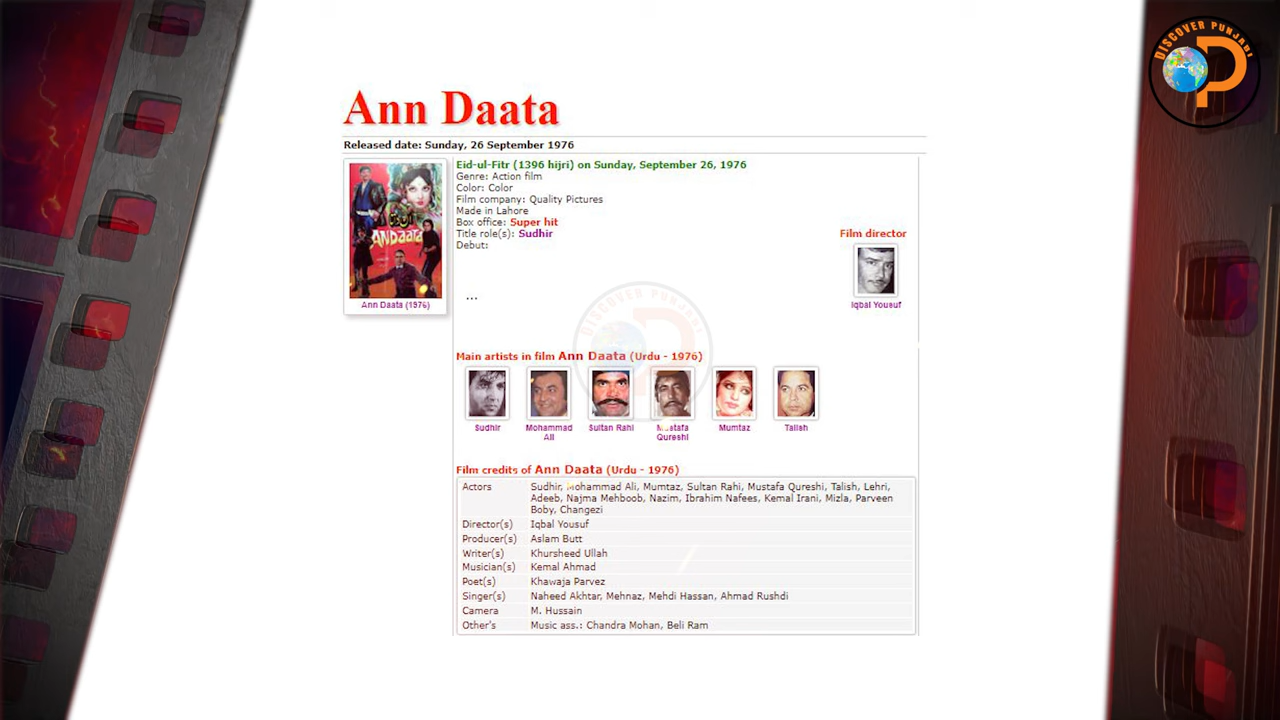 DISCOVER PUNJABI
Ann Daata
Released date: Sunday, 26 September 1976
Eid-ul-Fitr (1396 hijri) on Sunday, September 26, 1976
Genre: Action film
Color: Color
Film company: Quality Pictures
Made in Lahore
Box office: Super hit
Title role(s): Sudhir
Debut:
...
ANDAATA
Ann Daata (1976)
Film director
Iqbal Yousuf
DISCOVER PUNJABI
Main artists in film Ann Daata (Urdu - 1976)
Sudhir
Mohammad Ali
Sultan Rahi
Mustafa Qureshi
Mumtaz
Talish
Film credits of Ann Daata (Urdu - 1976)
Actors Sudhir, Mohammad Ali, Mumtaz, Sultan Rahi, Mustafa Qureshi, Talish, Lehri,
Adeeb, Najma Mehboob, Nazim, Ibrahim Nafees, Kemal Irani, Mizla, Parveen
Boby, Changezi
Director(s) Iqbal Yousuf
Producer(s) Aslam Butt
Writer(s) Khursheed Ullah
Musician(s) Kemal Ahmad
Poet(s) Khawaja Parvez
Singer(s) Naheed Akhtar, Mehnaz, Mehdi Hassan, Ahmad Rushdi
Camera M. Hussain
Other's Music ass.: Chandra Mohan, Beli Ram